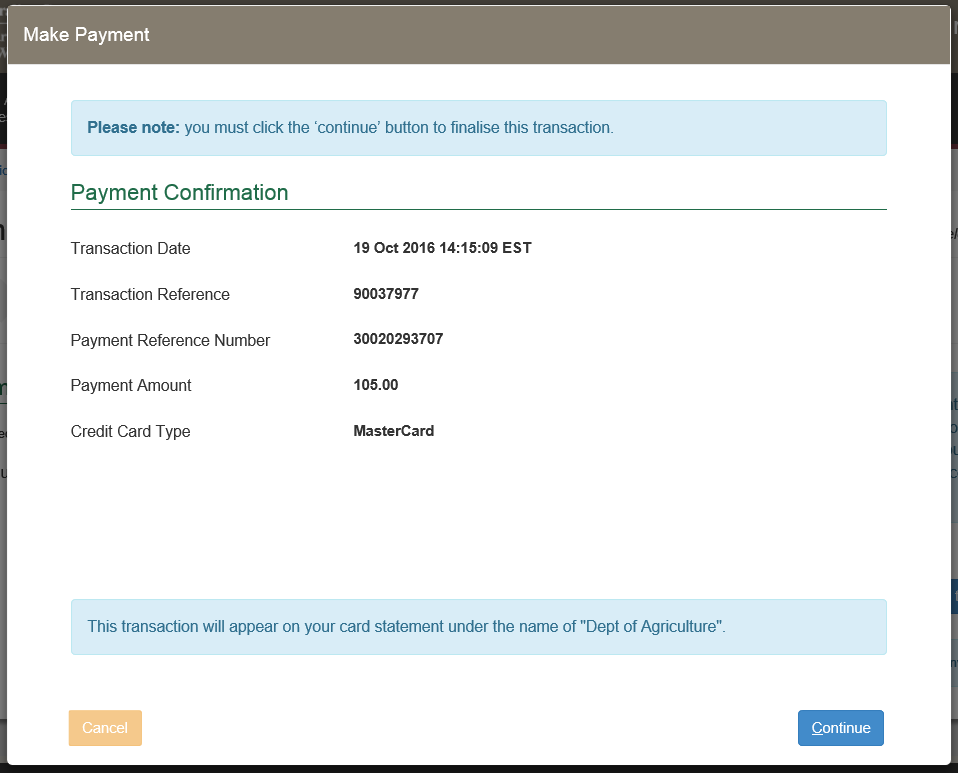 Make Payment
Please note: you must click the ‘continue’ button to finalise this transaction.
Payment Confirmation
Transaction Date 19 Oct 2016 14:15:09 EST
Transaction Reference 90037977
Payment Reference Number 30020293707
Payment Amount 105.00
Credit Card Type MasterCard
This transaction will appear on your card statement under the name of "Dept of Agriculture".
Cancel Continue